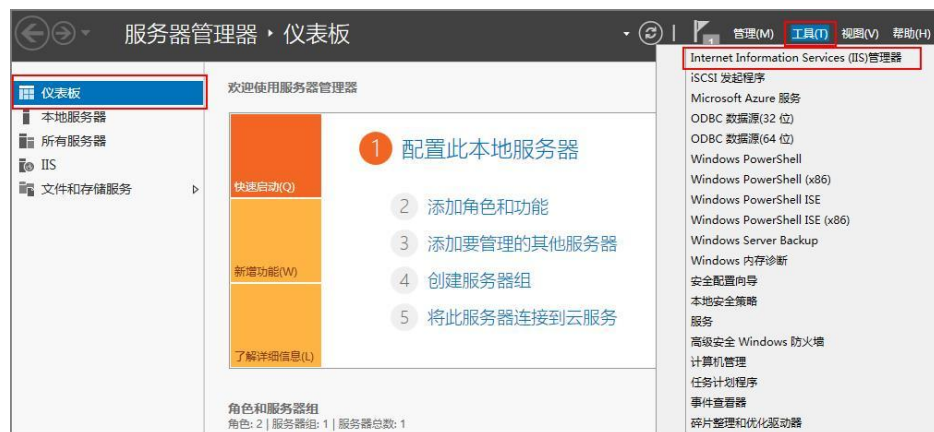 服务器管理器 · 仪表板
1
管理(M) 工具(T) 视图(V) 帮助(H)
仪表板
本地服务器
所有服务器
IIS
文件和存储服务
欢迎使用服务器管理器
快速启动(Q)
新增功能(W)
了解详细信息(L)
1 配置此本地服务器
2 添加角色和功能
3 添加要管理的其他服务器
4 创建服务器组
5 将此服务器连接到云服务
角色和服务器组
角色: 2 | 服务器组: 1 | 服务器总数: 1
Internet Information Services (IIS)管理器
iSCSI 发起程序
Microsoft Azure 服务
ODBC 数据源(32 位)
ODBC 数据源(64 位)
Windows PowerShell
Windows PowerShell (x86)
Windows PowerShell ISE
Windows PowerShell ISE (x86)
Windows Server Backup
Windows 内存诊断
安全配置向导
本地安全策略
服务
高级安全 Windows 防火墙
计算机管理
任务计划程序
事件查看器
碎片整理和优化驱动器